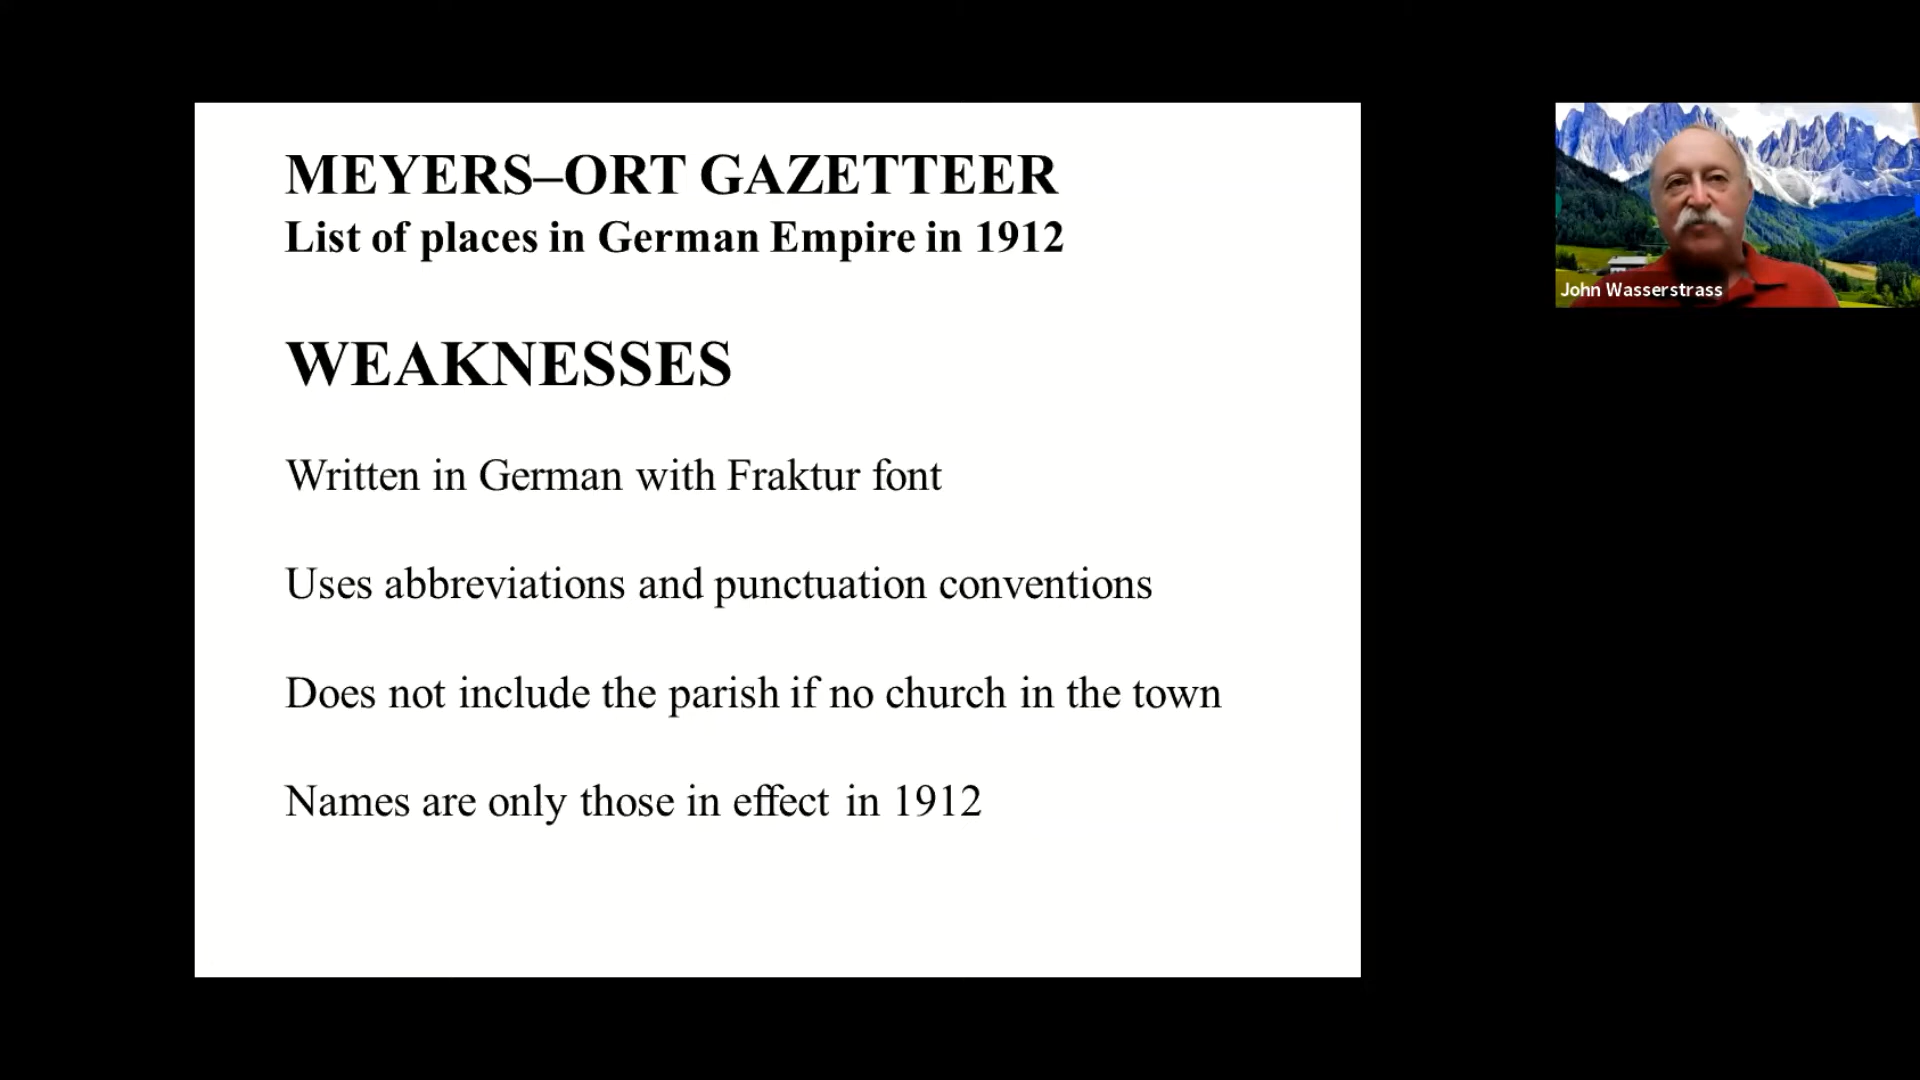 MEYERS–ORT GAZETTEER
List of places in German Empire in 1912
WEAKNESSES
Written in German with Fraktur font
Uses abbreviations and punctuation conventions
Does not include the parish if no church in the town
Names are only those in effect in 1912
John Wasserstrass